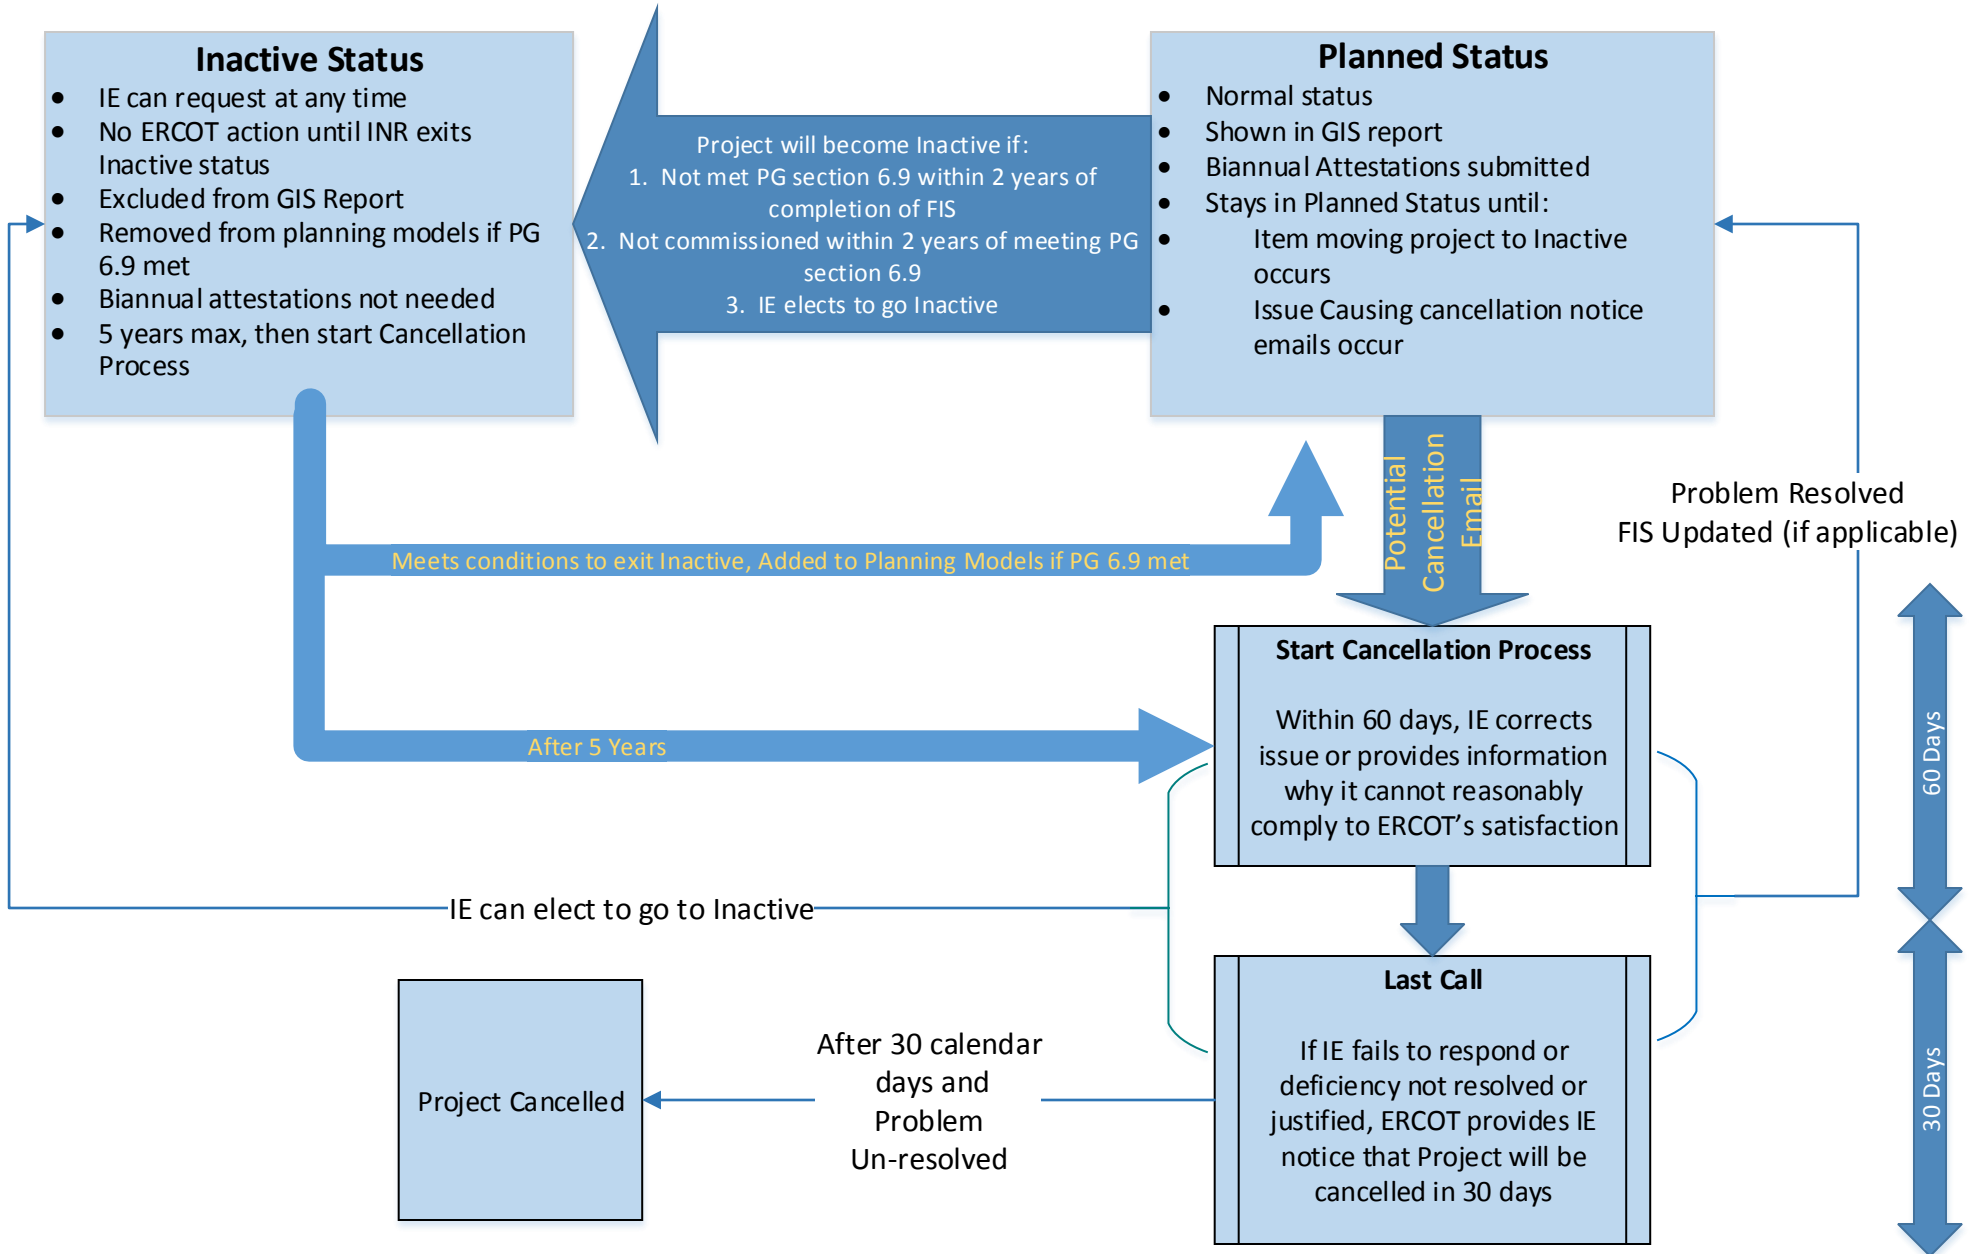 Inactive Status
• IE can request at any time
• No ERCOT action until INR exits
Inactive status
• Excluded from GIS Report
• Removed from planning models if PG
6.9 met
• Biannual attestations not needed
• 5 years max, then start Cancellation
Process
Project will become Inactive if:
1. Not met PG section 6.9 within 2 years of
completion of FIS
2. Not commissioned within 2 years of meeting PG
section 6.9
3. IE elects to go Inactive
Planned Status
• Normal status
• Shown in GIS report
• Biannual Attestations submitted
• Stays in Planned Status until:
• Item moving project to Inactive
occurs
• Issue Causing cancellation notice
emails occur
Potential
Cancellation
Email
Problem Resolved
FIS Updated (if applicable)
Meets conditions to exit Inactive, Added to Planning Models if PG 6.9 met
After 5 Years
Start Cancellation Process
Within 60 days, IE corrects
issue or provides information
why it cannot reasonably
comply to ERCOT’s satisfaction
60 Days
IE can elect to go to Inactive
Last Call
If IE fails to respond or
deficiency not resolved or
justified, ERCOT provides IE
notice that Project will be
cancelled in 30 days
30 Days
After 30 calendar
days and
Problem
Un-resolved
Project Cancelled